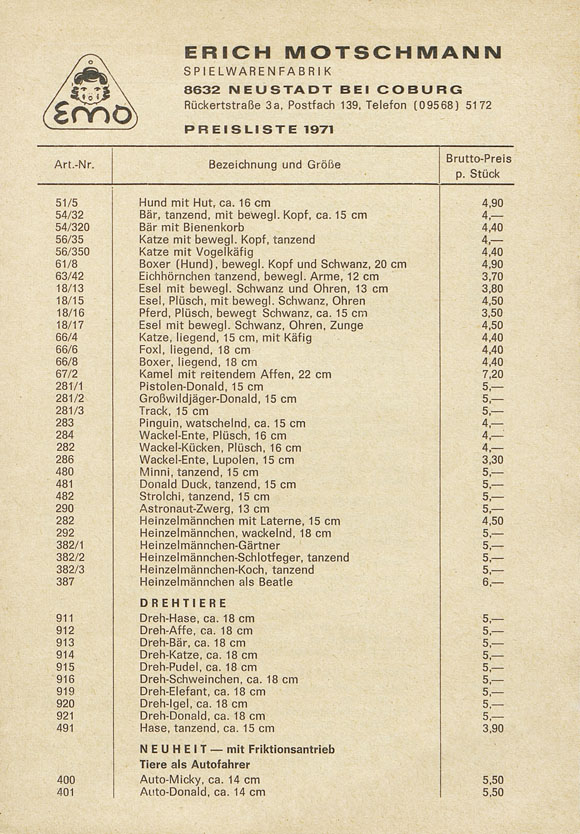 ERICH MOTSCHMANN
SPIELWARENFABRIK
8632 NEUSTADT BEI COBURG
Rückertstraße 3a, Postfach 139, Telefon (09568) 5172
PREISLISTE 1971
EMO
Art.-Nr. Bezeichnung und Größe Brutto-Preis p. Stück
51/5 Hund mit Hut, ca. 16 cm 4,90
54/32 Bär, tanzend, mit bewegl. Kopf, ca. 15 cm 4,—
54/320 Bär mit Bienenkorb 4,40
56/35 Katze mit bewegl. Kopf, tanzend 4,—
56/350 Katze mit Vogelkäfig 4,40
61/8 Boxer (Hund), bewegl. Kopf und Schwanz, 20 cm 4,90
63/42 Eichhörnchen tanzend, bewegl. Arme, 12 cm 3,70
18/13 Esel mit bewegl. Schwanz und Ohren, 13 cm 3,80
18/15 Esel, Plüsch, mit bewegl. Schwanz, Ohren 4,50
18/16 Pferd, Plüsch, bewegt Schwanz, ca. 15 cm 3,50
18/17 Esel mit bewegl. Schwanz, Ohren, Zunge 4,50
66/4 Katze, liegend, 15 cm, mit Käfig 4,40
66/6 Foxl, liegend, 18 cm 4,40
66/8 Boxer, liegend, 18 cm 4,40
67/2 Kamel mit reitendem Affen, 22 cm 7,20
281/1 Pistolen-Donald, 15 cm 5,—
281/2 Großwildjäger-Donald, 15 cm 5,—
281/3 Track, 15 cm 5,—
283 Pinguin, watschelnd, ca. 15 cm 4,—
284 Wackel-Ente, Plüsch, 16 cm 4,—
282 Wackel-Kücken, Plüsch, 16 cm 4,—
286 Wackel-Ente, Lupolen, 15 cm 3,30
480 Minni, tanzend, 15 cm 5,—
481 Donald Duck, tanzend, 15 cm 5,—
482 Strolchi, tanzend, 15 cm 5,—
290 Astronaut-Zwerg, 13 cm 5,—
282 Heinzelmännchen mit Laterne, 15 cm 4,50
292 Heinzelmännchen, wackelnd, 18 cm 5,—
382/1 Heinzelmännchen-Gärtner 5,—
382/2 Heinzelmännchen-Schlotfeger, tanzend 5,—
382/3 Heinzelmännchen-Koch, tanzend 5,—
387 Heinzelmännchen als Beatle 6,—
DREHTIERE
911 Dreh-Hase, ca. 18 cm 5,—
912 Dreh-Affe, ca. 18 cm 5,—
913 Dreh-Bär, ca. 18 cm 5,—
914 Dreh-Katze, ca. 18 cm 5,—
915 Dreh-Pudel, ca. 18 cm 5,—
916 Dreh-Schweinchen, ca. 18 cm 5,—
919 Dreh-Elefant, ca. 18 cm 5,—
920 Dreh-Igel, ca. 18 cm 5,—
921 Dreh-Donald, ca. 18 cm 5,—
491 Hase, tanzend, ca. 15 cm 3,90
NEUHEIT — mit Friktionsantrieb
Tiere als Autofahrer
400 Auto-Micky, ca. 14 cm 5,50
401 Auto-Donald, ca. 14 cm 5,50